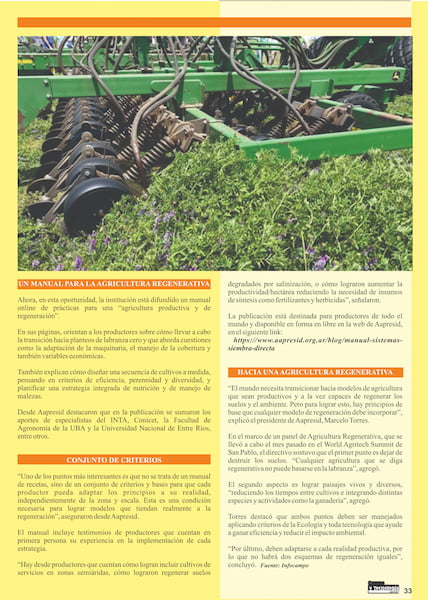 UN MANUAL PARA LA AGRICULTURA REGENERATIVA
Ahora, en esta oportunidad, la institución está difundido un manual
online de prácticas para una “agricultura productiva y de
regeneración”.
En sus páginas, orientan a los productores sobre cómo llevar a cabo
la transición hacia planteos de labranza cero y que aborda cuestiones
como la adaptación de la maquinaria, el manejo de la cobertura y
también variables económicas.
También explican cómo diseñar una secuencia de cultivos a medida,
pensando en criterios de eficiencia, perennidad y diversidad, y
planificar una estrategia integrada de nutrición y de manejo de
malezas.
Desde Aapresid destacaron que en la publicación se sumaron los
aportes de especialistas del INTA, Conicet, la Facultad de
Agronomía de la UBA y la Universidad Nacional de Entre Ríos,
entre otros.
CONJUNTO DE CRITERIOS
“Uno de los puntos más interesantes es que no se trata de un manual
de recetas, sino de un conjunto de criterios y bases para que cada
productor pueda adaptar los principios a su realidad,
independientemente de la zona y escala. Esta es una condición
necesaria para lograr modelos que tiendan realmente a la
regeneración”, aseguran desde Aapresid.
El manual incluye testimonios de productores que cuentan en
primera persona su experiencia en la implementación de cada
estrategia.
“Hay desde productores que cuentan cómo logran incluir cultivos de
servicios en zonas semiáridas, cómo lograron regenerar suelos
degradados por salinización, o cómo lograron aumentar la
productividad/hectárea reduciendo la necesidad de insumos
de síntesis como fertilizantes y herbicidas”, señalaron.
La publicación está destinada para productores de todo el
mundo y disponible en forma en libre en la web de Aapresid,
en el siguiente link:
https://www.aapresid.org.ar/blog/manual-sistemas-
siembra-directa
HACIA UNA AGRICULTURA REGENERATIVA
“El mundo necesita transicionar hacia modelos de agricultura
que sean productivos y a la vez capaces de regenerar los
suelos y el ambiente. Pero para lograr esto, hay principios de
base que cualquier modelo de regeneración debe incorporar”,
explicó el presidente de Aapresid, Marcelo Torres.
En el marco de un panel de Agricultura Regenerativa, que se
llevó a cabo el mes pasado en el World Agritech Summit de
San Pablo, el directivo sostuvo que el primer punto es dejar de
destruir los suelos. “Cualquier agricultura que se diga
regenerativa no puede basarse en la labranza”, agregó.
El segundo aspecto es lograr paisajes vivos y diversos,
“reduciendo los tiempos entre cultivos e integrando distintas
especies y actividades como la ganadería”, agregó.
Torres destacó que ambos puntos deben ser manejados
aplicando criterios de la Ecología y toda tecnología que ayude
a ganar eficiencia y reducir el impacto ambiental.
“Por último, deben adaptarse a cada realidad productiva, por
lo que no habrá dos esquemas de regeneración iguales”,
concluyó. Fuente: Infocampo
33